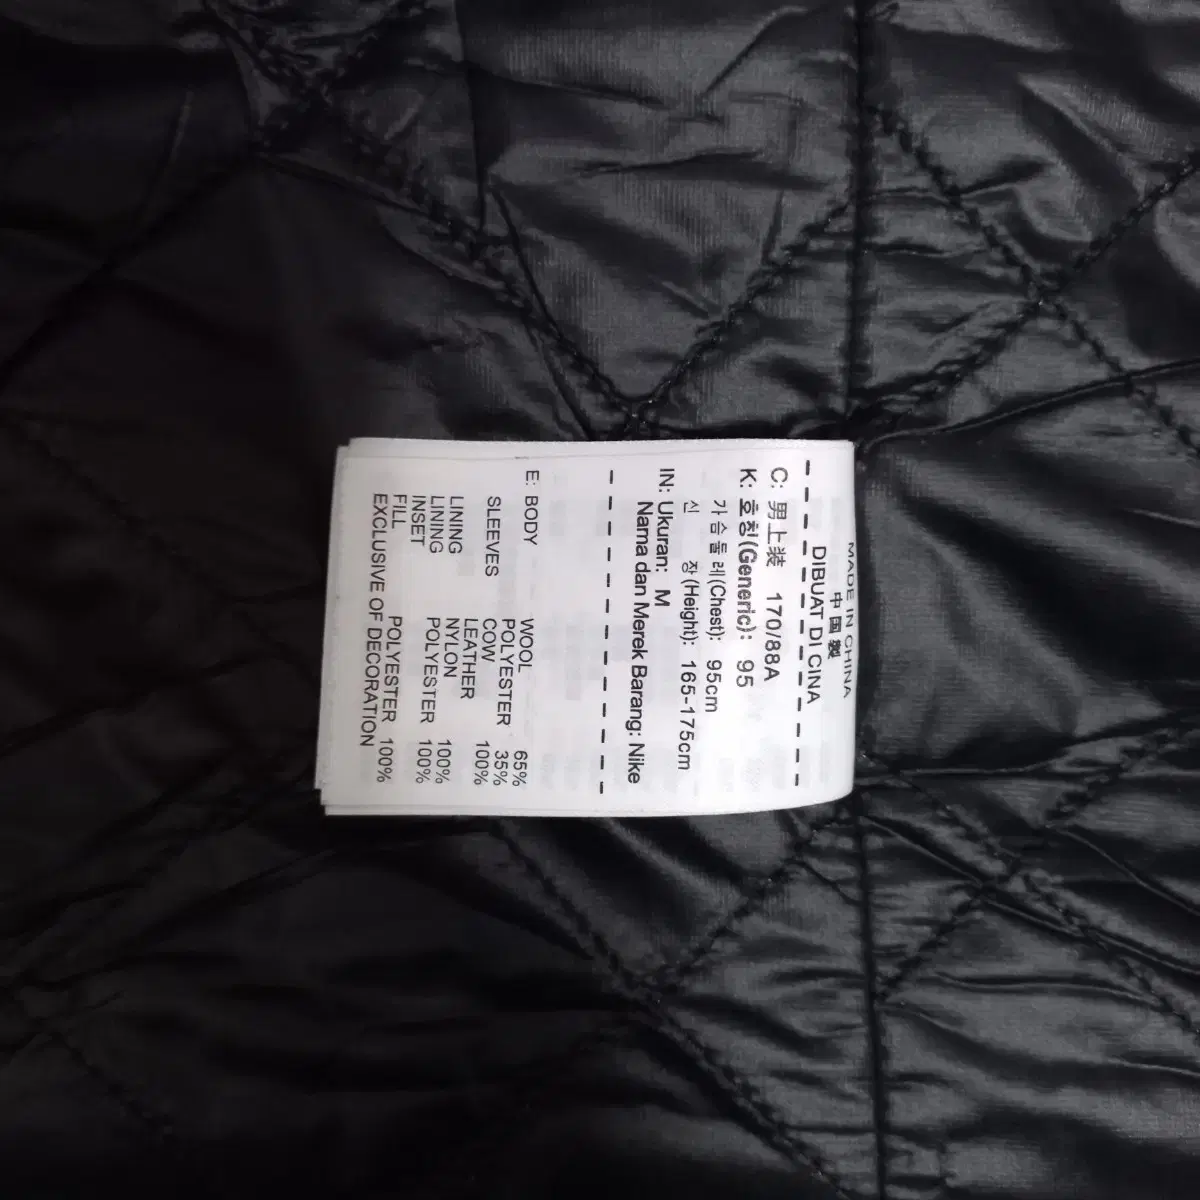 MADE IN CHINA
中国製
DIBUAT DI CINA
C: 男上装 170/88A
K: 호칭(Generic): 95
가슴둘레(Chest): 95cm
신 장(Height): 165-175cm
IN: Ukuran: M
Nama dan Merek Barang: Nike
E: BODY WOOL 65%
POLYESTER 35%
SLEEVES COW 100%
LEATHER
LINING NYLON 100%
LINING POLYESTER 100%
INSET
FILL POLYESTER 100%
EXCLUSIVE OF DECORATION